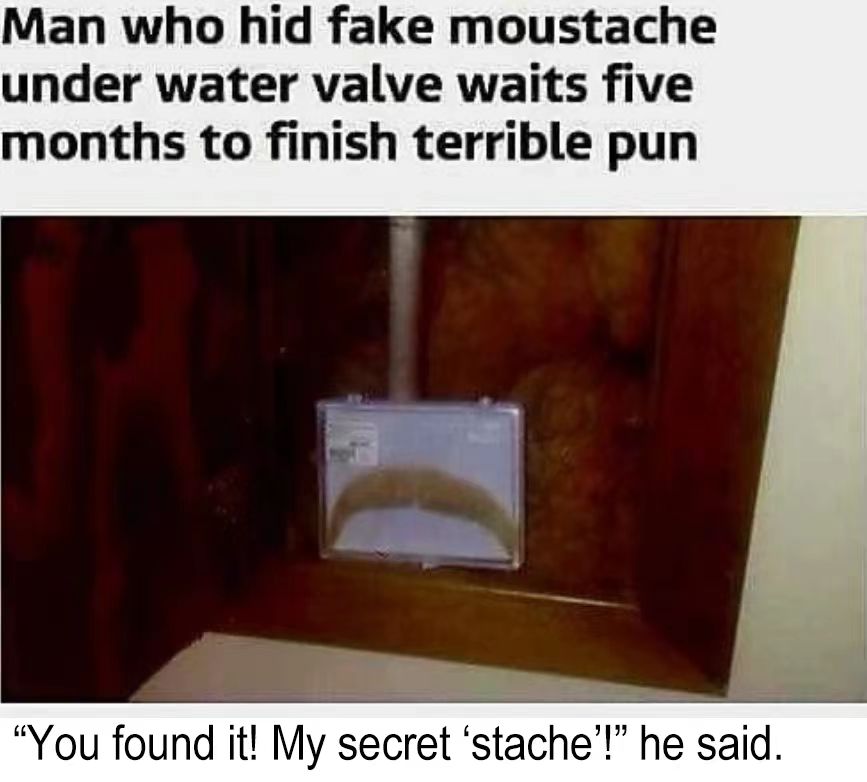 Man who hid fake moustache
under water valve waits five
months to finish terrible pun
“You found it! My secret ‘stache’!” he said.